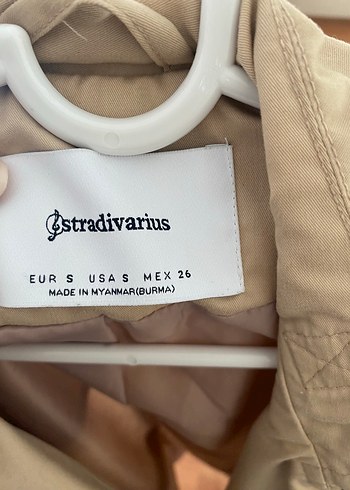 stradivarius
EUR S USA S MEX 26
MADE IN MYANMAR(BURMA)